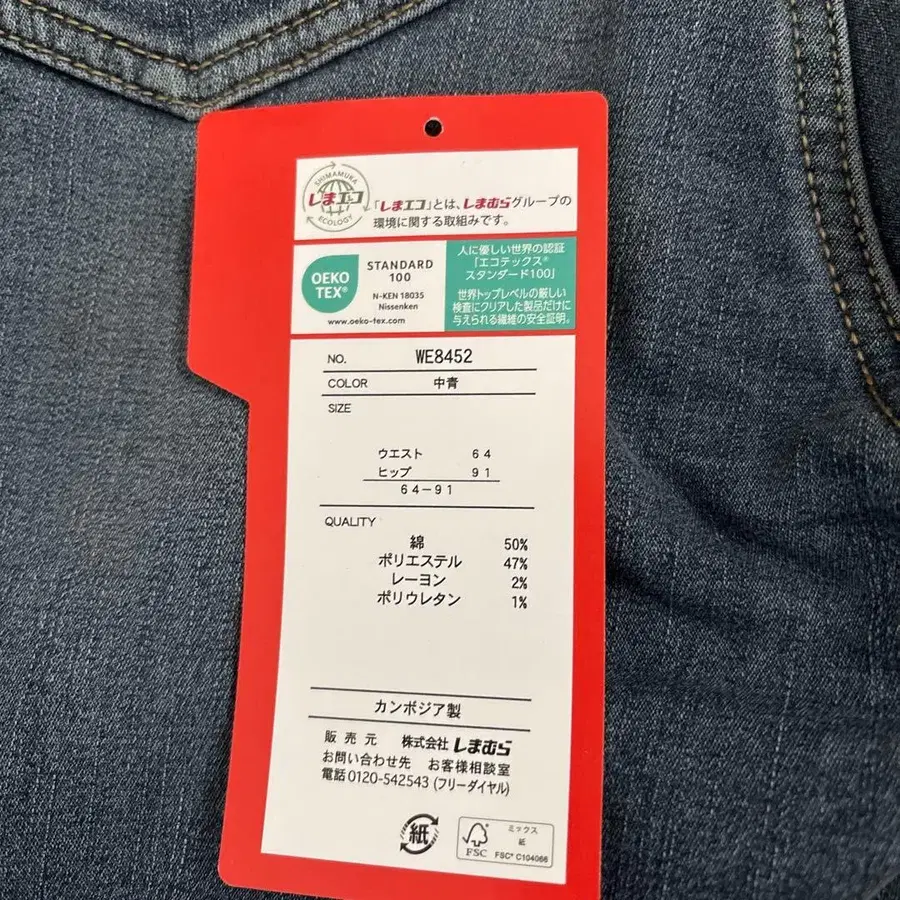 SHIMAMURA
しまエコ
ECOLOGY
「しまエコ」とは、しまむらグループの
環境に関する取組みです。
OEKO
TEX®
STANDARD
100
N-KEN 18035
Nissenken
www.oeko-tex.com
人に優しい世界の認証
「エコテックス®
スタンダード100」
世界トップレベルの厳しい
検査にクリアした製品だけに
与えられる繊維の安全証明。
NO. WE8452
COLOR 中青
SIZE
ウエスト 64
ヒップ 91
64-91
QUALITY
綿 50%
ポリエステル 47%
レーヨン 2%
ポリウレタン 1%
カンボジア製
販売元 株式会社 しまむら
お問い合わせ先 お客様相談室
電話 0120-542543 (フリーダイヤル)
紙
FSC
ミックス
紙
FSC® C104066